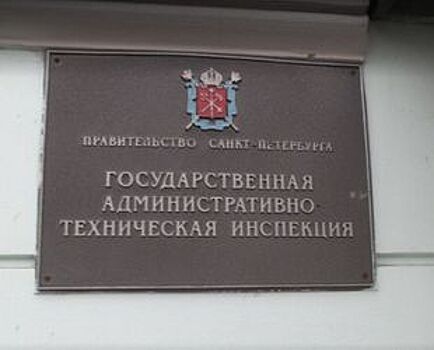 ПРАВИТЕЛЬСТВО САНКТ-ПЕТЕРБУРГА
ГОСУДАРСТВЕННАЯ
АДМИНИСТРАТИВНО-
ТЕХНИЧЕСКАЯ ИНСПЕКЦИЯ